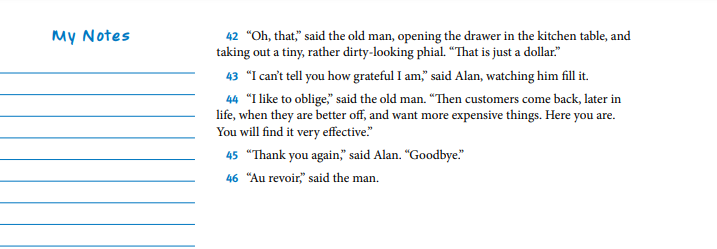 My Notes
42 “Oh, that,” said the old man, opening the drawer in the kitchen table, and
taking out a tiny, rather dirty-looking phial. “That is just a dollar.”
43 “I can’t tell you how grateful I am,” said Alan, watching him fill it.
44 “I like to oblige,” said the old man. “Then customers come back, later in
life, when they are better off, and want more expensive things. Here you are.
You will find it very effective.”
45 “Thank you again,” said Alan. “Goodbye.”
46 “Au revoir,” said the man.